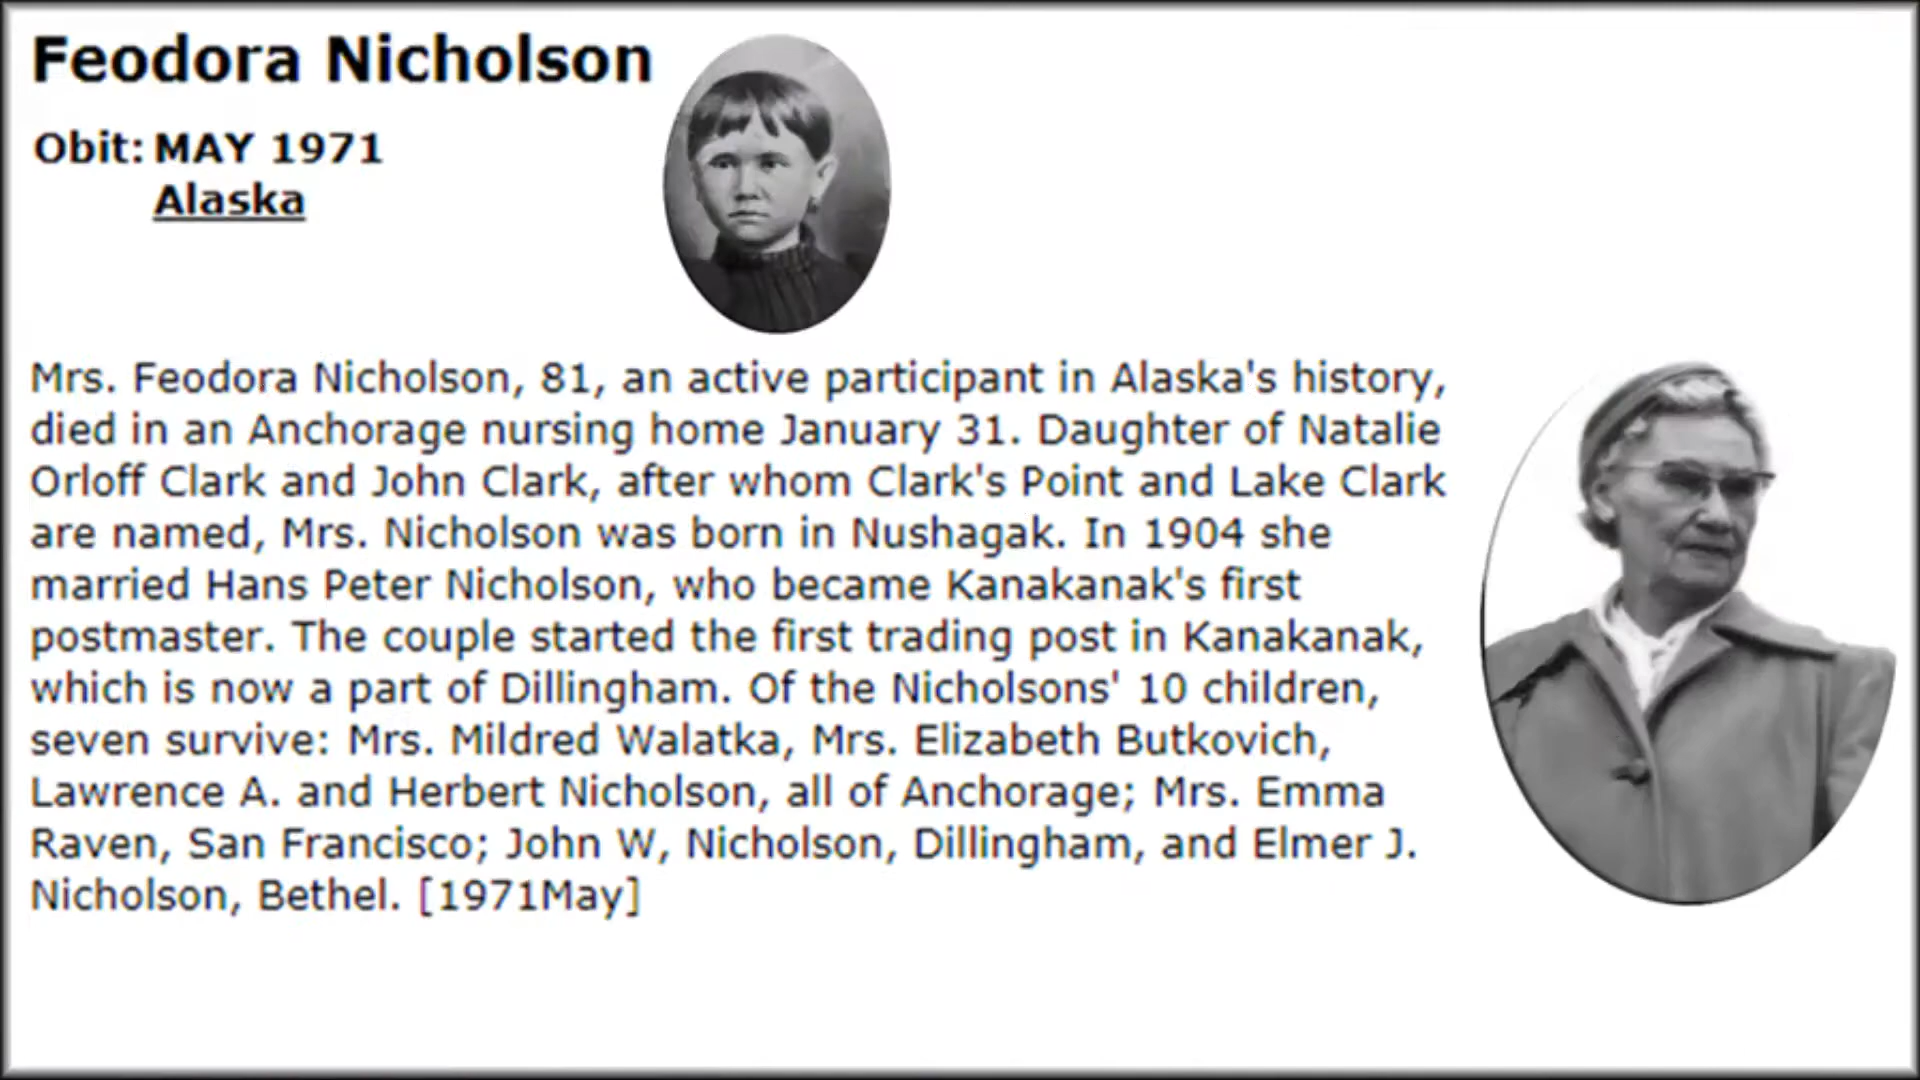 Feodora Nicholson
Obit: MAY 1971
Alaska
Mrs. Feodora Nicholson, 81, an active participant in Alaska's history,
died in an Anchorage nursing home January 31. Daughter of Natalie
Orloff Clark and John Clark, after whom Clark's Point and Lake Clark
are named, Mrs. Nicholson was born in Nushagak. In 1904 she
married Hans Peter Nicholson, who became Kanakanak's first
postmaster. The couple started the first trading post in Kanakanak,
which is now a part of Dillingham. Of the Nicholsons' 10 children,
seven survive: Mrs. Mildred Walatka, Mrs. Elizabeth Butkovich,
Lawrence A. and Herbert Nicholson, all of Anchorage; Mrs. Emma
Raven, San Francisco; John W, Nicholson, Dillingham, and Elmer J.
Nicholson, Bethel. [1971May]